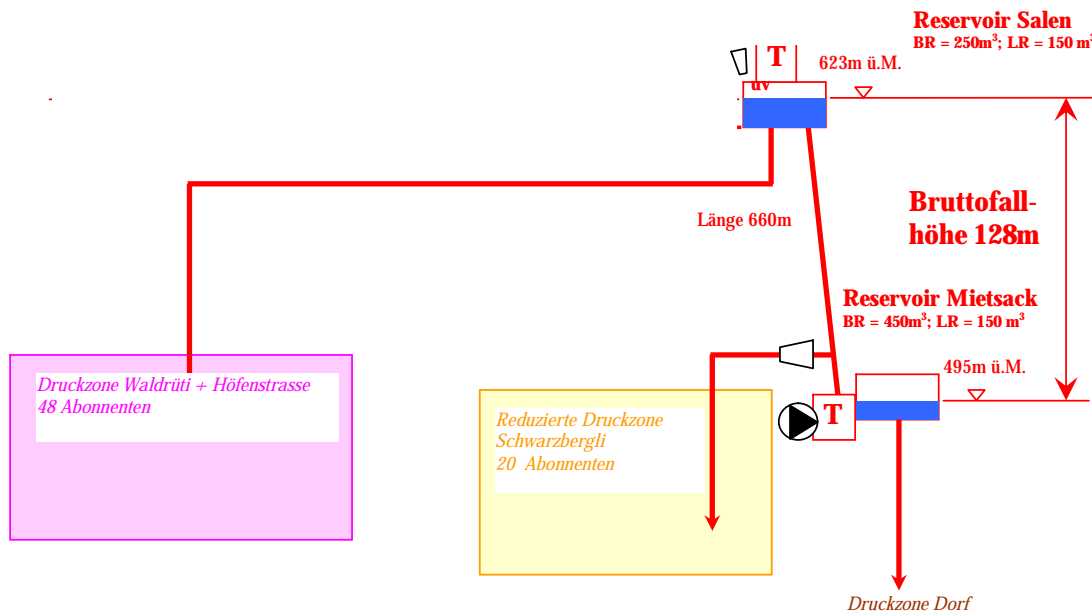 Reservoir Salen
BR = 250m³; LR = 150 m³
T
623m ü.M.
uv
Länge 660m
Bruttofall-
höhe 128m
Reservoir Mietsack
BR = 450m³; LR = 150 m³
495m ü.M.
Druckzone Waldrüti + Höfenstrasse
48 Abonnenten
Reduzierte Druckzone
Schwarzbergli
20 Abonnenten
T
Druckzone Dorf